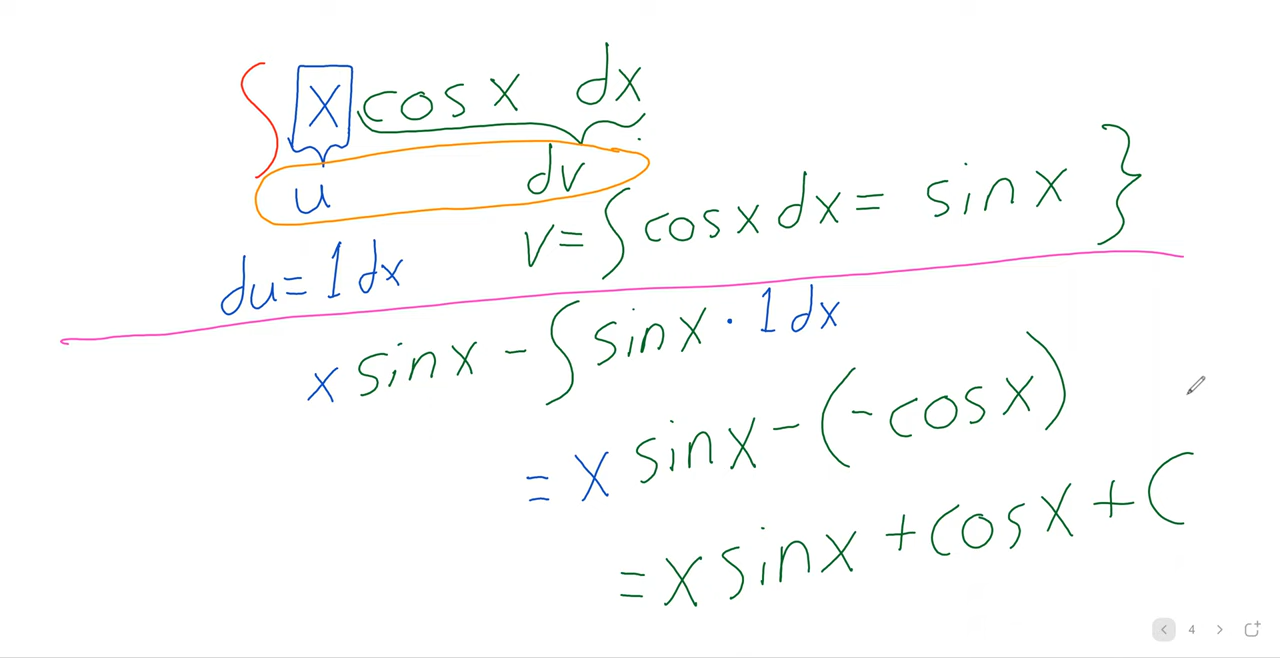 ∫ x cos x dx
u dv
v = ∫ cos x dx = sin x }
du = 1 dx
x sin x - ∫ sin x · 1 dx
= x sin x - (-cos x)
= x sin x + cos x + C
4